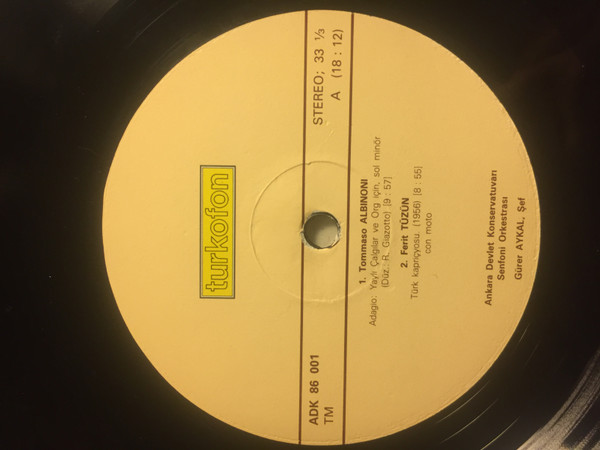 turkofon
ADK 86 001
TM
STEREO; 33 1/3
A (18 : 12)
1. Tommaso ALBINONI
Adagio: Yaylı Çalgılar ve Org için, sol minör
(Düz.: R. Giazotto) [9 : 57]
2. Ferit TÜZÜN
Türk kapriçyosu. (1956) [8 : 55]
con moto
Ankara Devlet Konservatuvarı
Senfoni Orkestrası
Gürer AYKAL, Şef